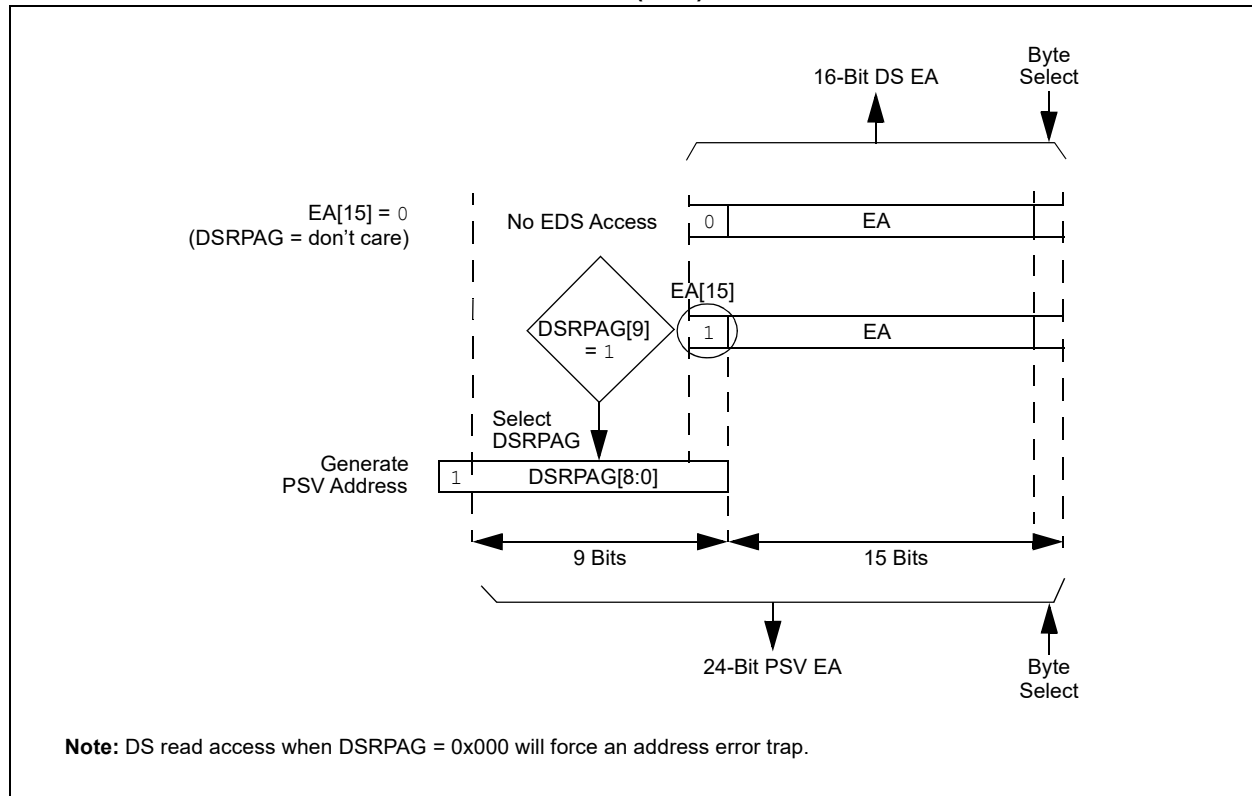 16-Bit DS EA
Byte
Select
EA[15] = 0
(DSRPAG = don't care)
No EDS Access
0
EA
EA[15]
DSRPAG[9]
= 1
1
EA
Select
DSRPAG
Generate
PSV Address
1
DSRPAG[8:0]
9 Bits
15 Bits
24-Bit PSV EA
Byte
Select
Note: DS read access when DSRPAG = 0x000 will force an address error trap.